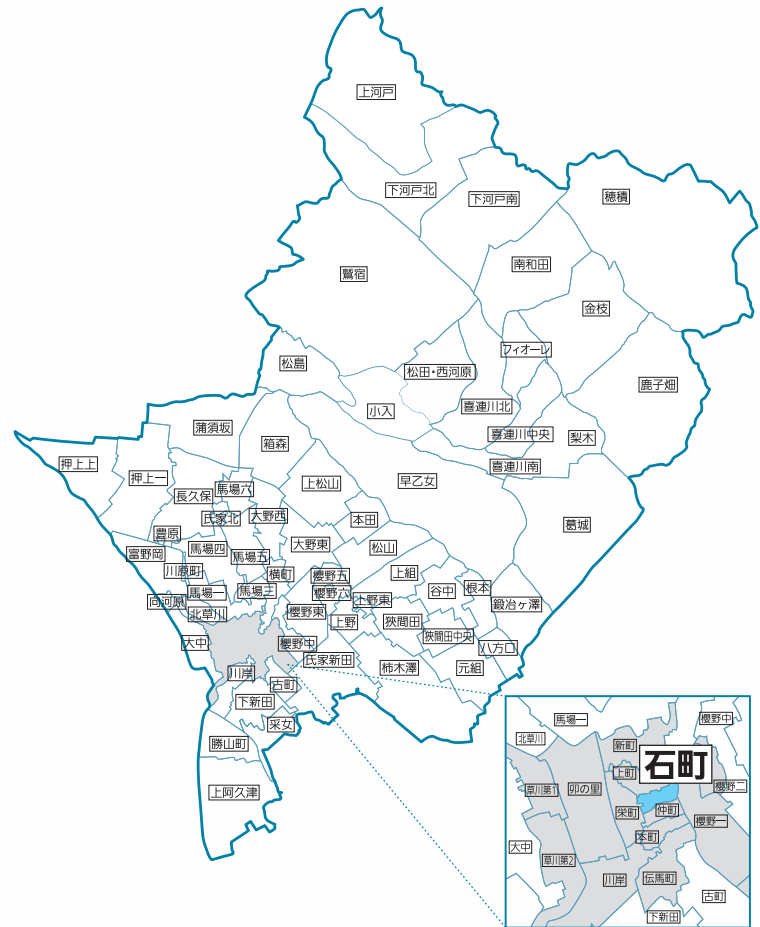 上河戸
下河戸北
下河戸南
穂積
鷲宿
南和田
金枝
フィオーレ
松島
松田・西河原
鹿子畑
小入
喜連川北
蒲須坂
箱森
喜連川中央
梨木
押上上
押上一
喜連川南
上松山
早乙女
長久保
馬場六
氏家北
大野西
本田
葛城
豊原
富野岡
馬場四
馬場五
大野東
松山
川原町
横町
櫻野五
上組
向河原
馬場一
馬場三
櫻野六
上野東
谷中
根本
鍛冶ヶ澤
北草川
櫻野東
上野
狹間田
大中
櫻野中
狹間田中央
八方口
氏家新田
柿木澤
元組
川岸
古町
下新田
采女
勝山町
上阿久津
馬場一
櫻野中
北草川
新町
石町
上町
草川第1
卯の里
櫻野二
栄町
仲町
櫻野一
本町
大中
草川第2
川岸
伝馬町
古町
下新田